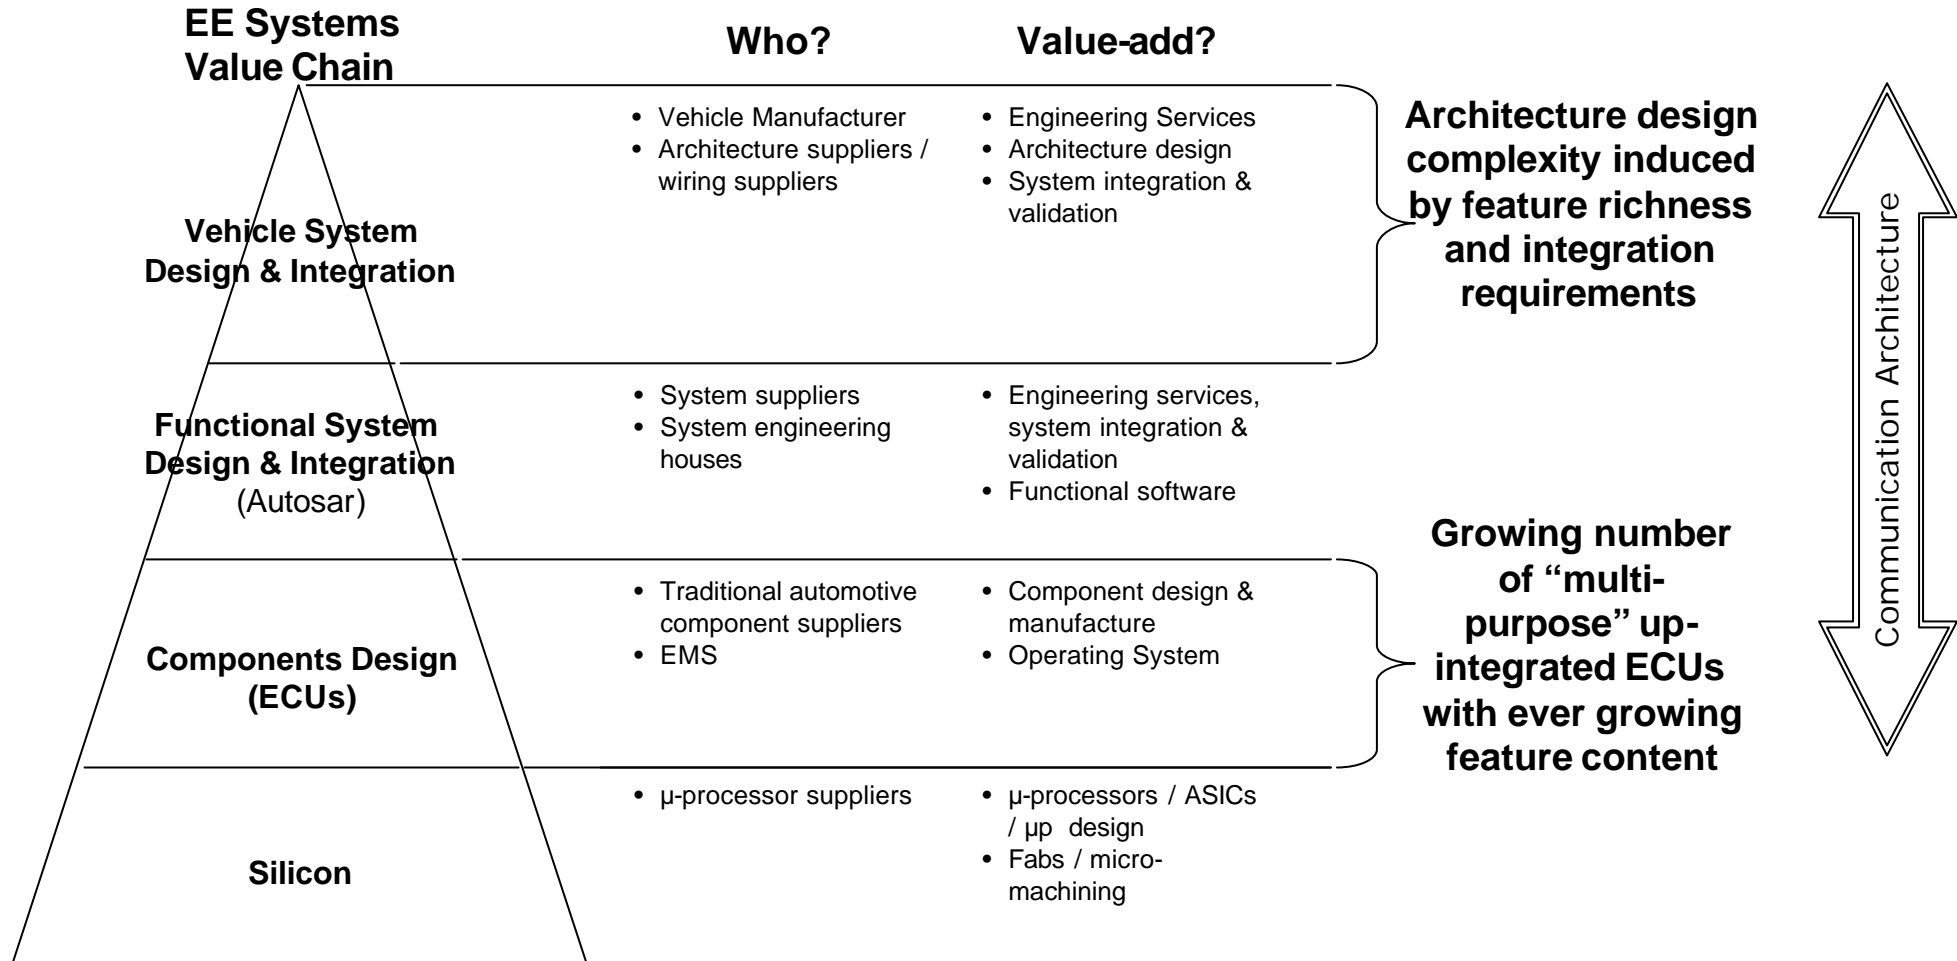 EE Systems
Value Chain
Who?
Value-add?
Vehicle System
Design & Integration
• Vehicle Manufacturer
• Architecture suppliers /
wiring suppliers
• Engineering Services
• Architecture design
• System integration &
validation
Architecture design
complexity induced
by feature richness
and integration
requirements
Functional System
Design & Integration
(Autosar)
• System suppliers
• System engineering
houses
• Engineering services,
system integration &
validation
• Functional software
Components Design
(ECUs)
• Traditional automotive
component suppliers
• EMS
• Component design &
manufacture
• Operating System
Growing number
of “multi-
purpose” up-
integrated ECUs
with ever growing
feature content
Silicon
• µ-processor suppliers
• µ-processors / ASICs
/ µp design
• Fabs / micro-
machining
Communication Architecture